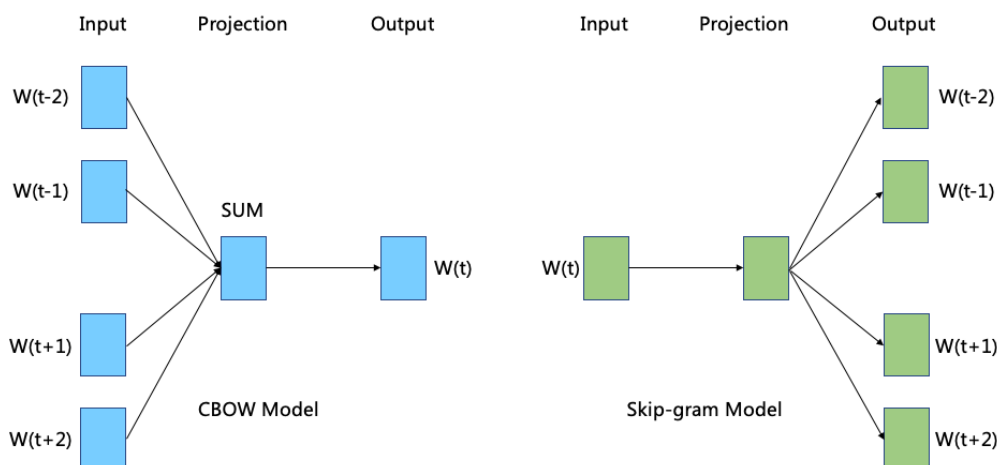 Input Projection Output
W(t-2)
W(t-1)
SUM
W(t)
W(t+1)
CBOW Model
W(t+2)
Input Projection Output
W(t-2)
W(t-1)
W(t)
W(t+1)
Skip-gram Model
W(t+2)